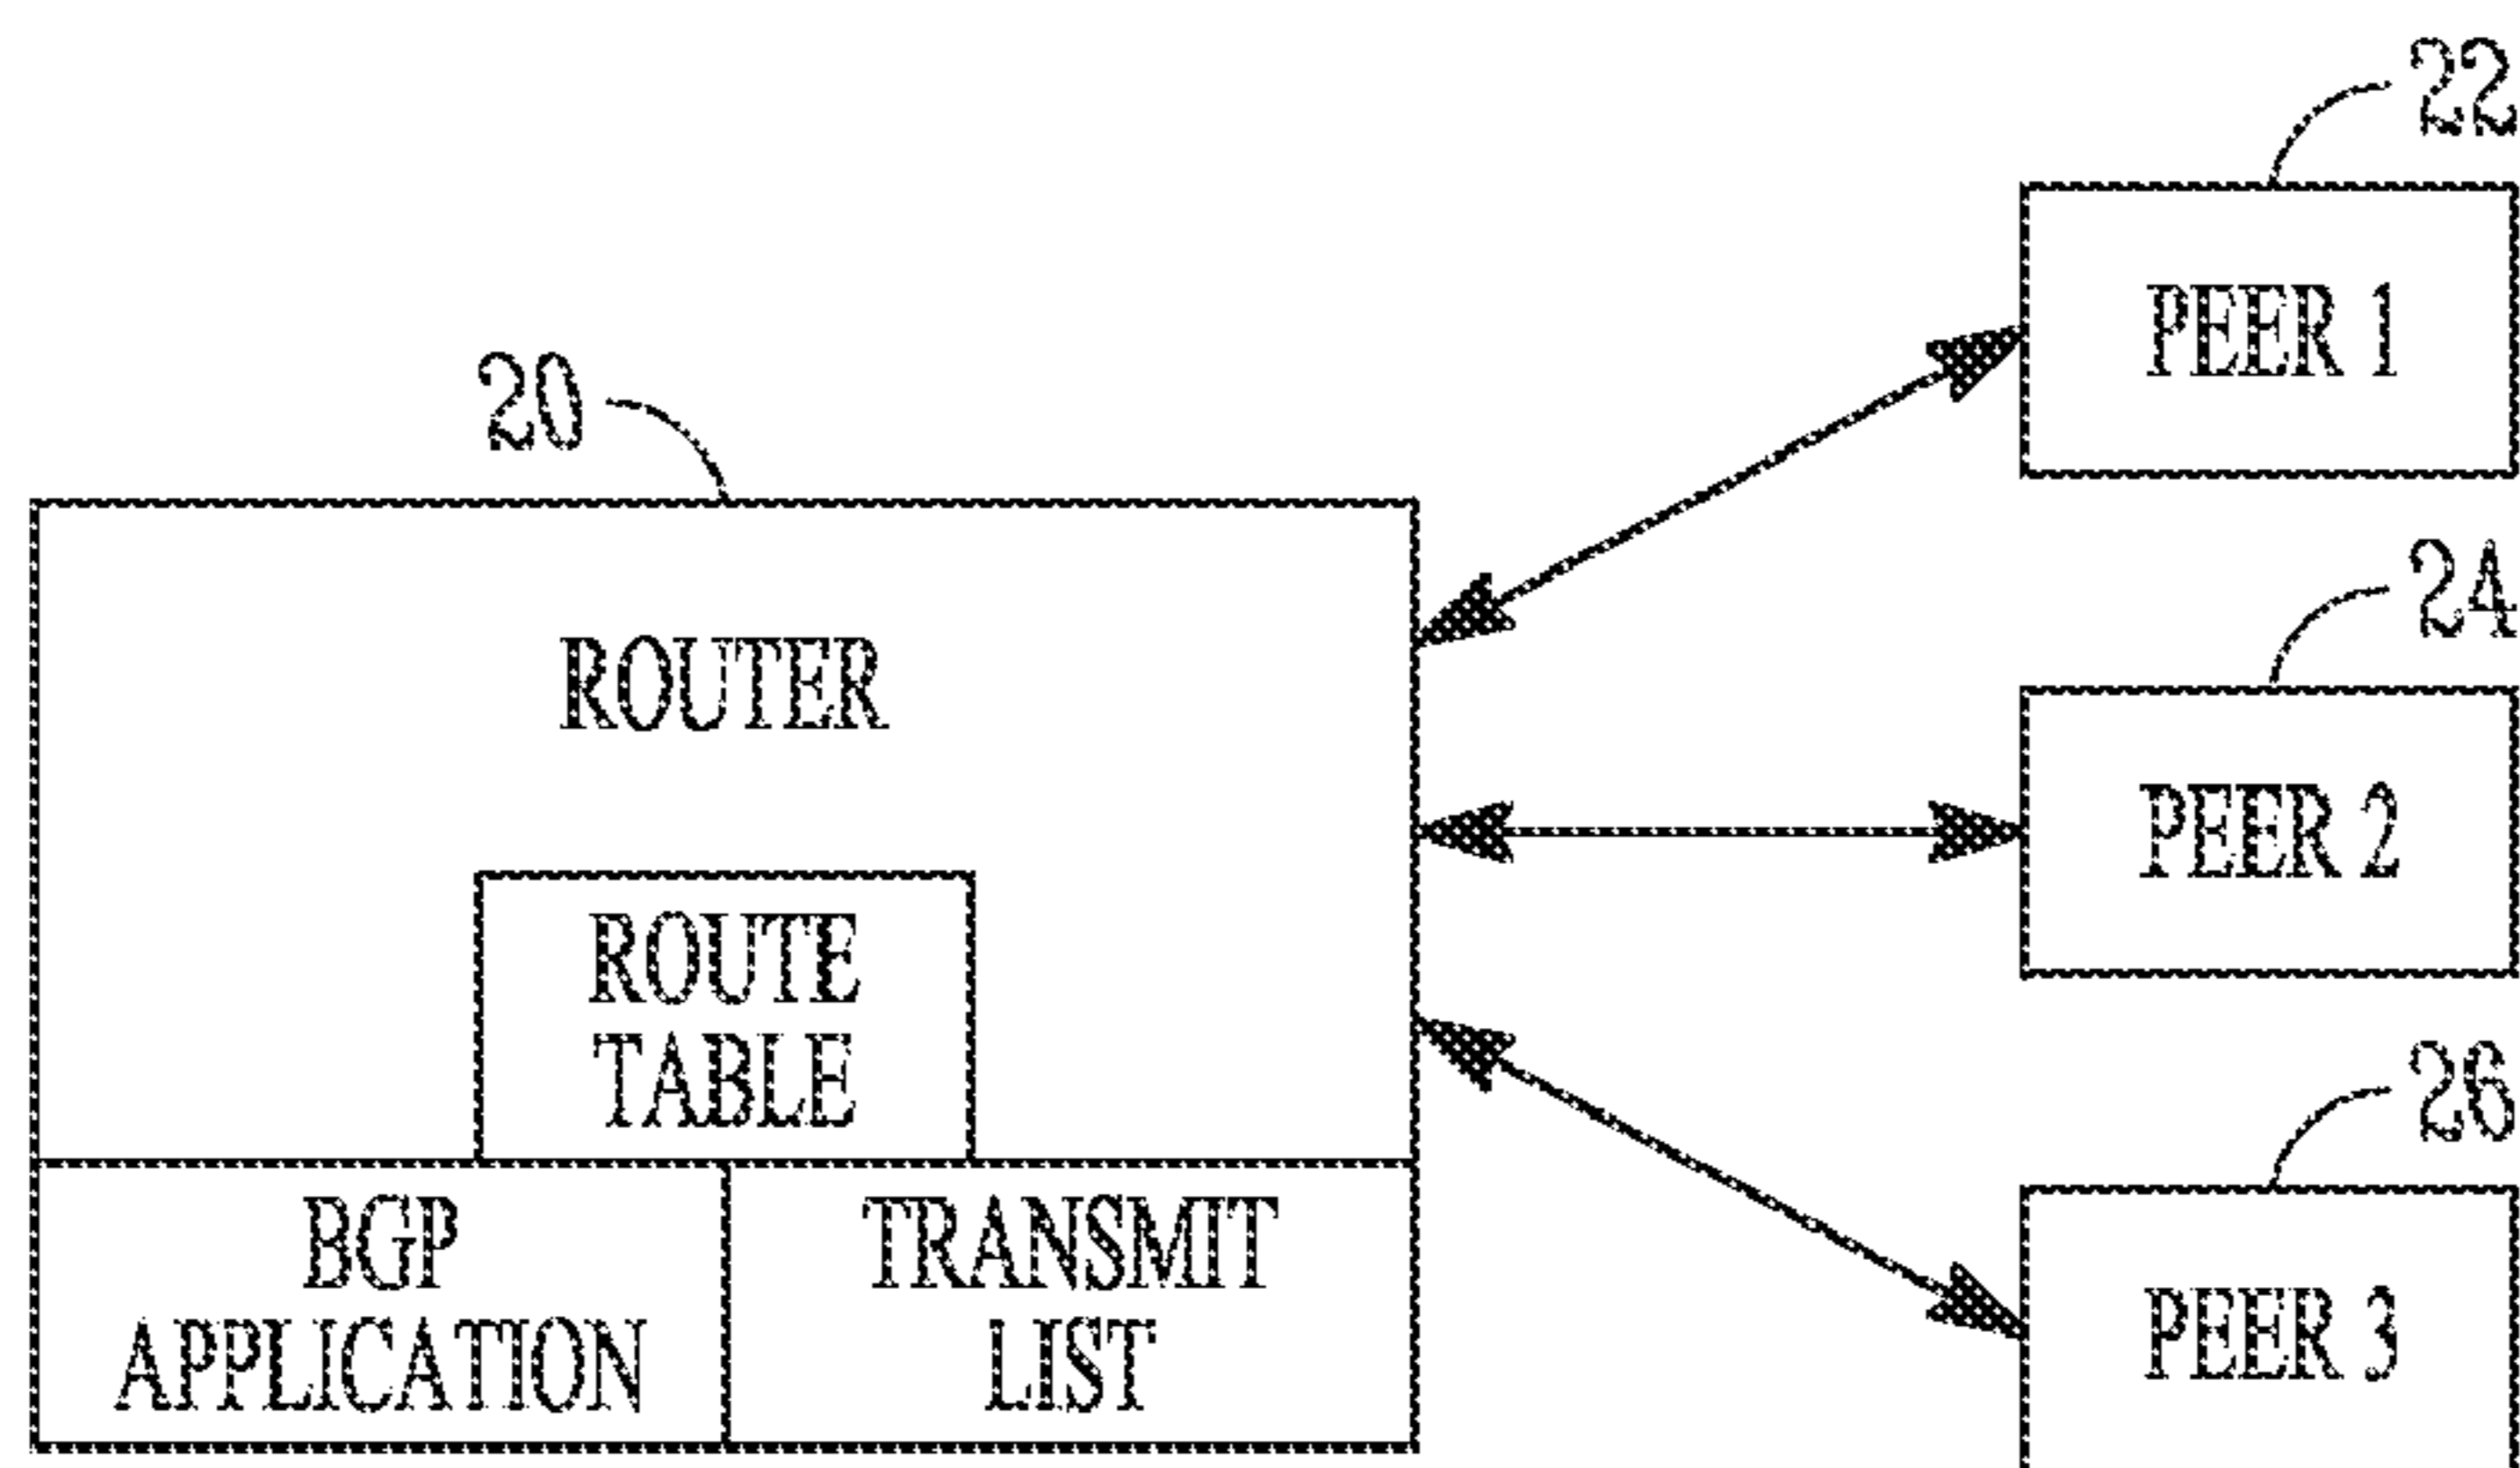 22
PEER 1
20
24
ROUTER
PEER 2
ROUTE
TABLE
26
BGP
APPLICATION
TRANSMIT
LIST
PEER 3